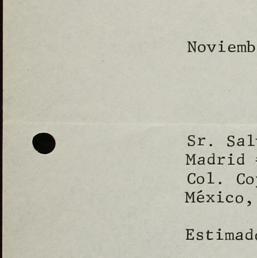 Noviemb
Sr. Sal
Madrid
Col. Co
México,
Estimad